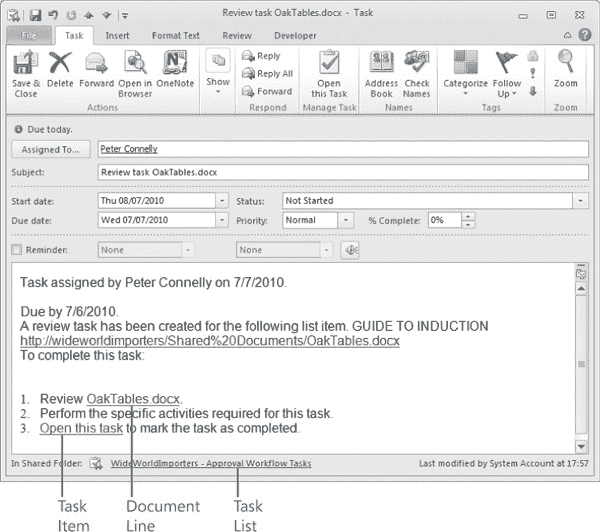 Review task OakTables.docx - Task
File Task Insert Format Text Review Developer
Save & Close Delete Forward Open in Browser OneNote Show Reply Reply All Forward Open this Task Address Book Check Names Categorize Follow Up Zoom
Actions Respond Manage Task Names Tags Zoom
Due today.
Assigned To... Peter Connelly
Subject: Review task OakTables.docx
Start date: Thu 08/07/2010 Status: Not Started
Due date: Wed 07/07/2010 Priority: Normal % Complete: 0%
Reminder: None None
Task assigned by Peter Connelly on 7/7/2010.
Due by 7/6/2010.
A review task has been created for the following list item. GUIDE TO INDUCTION
http://wideworldimporters/Shared%20Documents/OakTables.docx
To complete this task:
1. Review OakTables.docx.
2. Perform the specific activities required for this task.
3. Open this task to mark the task as completed.
In Shared Folder: WideWorldImporters - Approval Workflow Tasks Last modified by System Account at 17:57
Task Item
Document Line
Task List